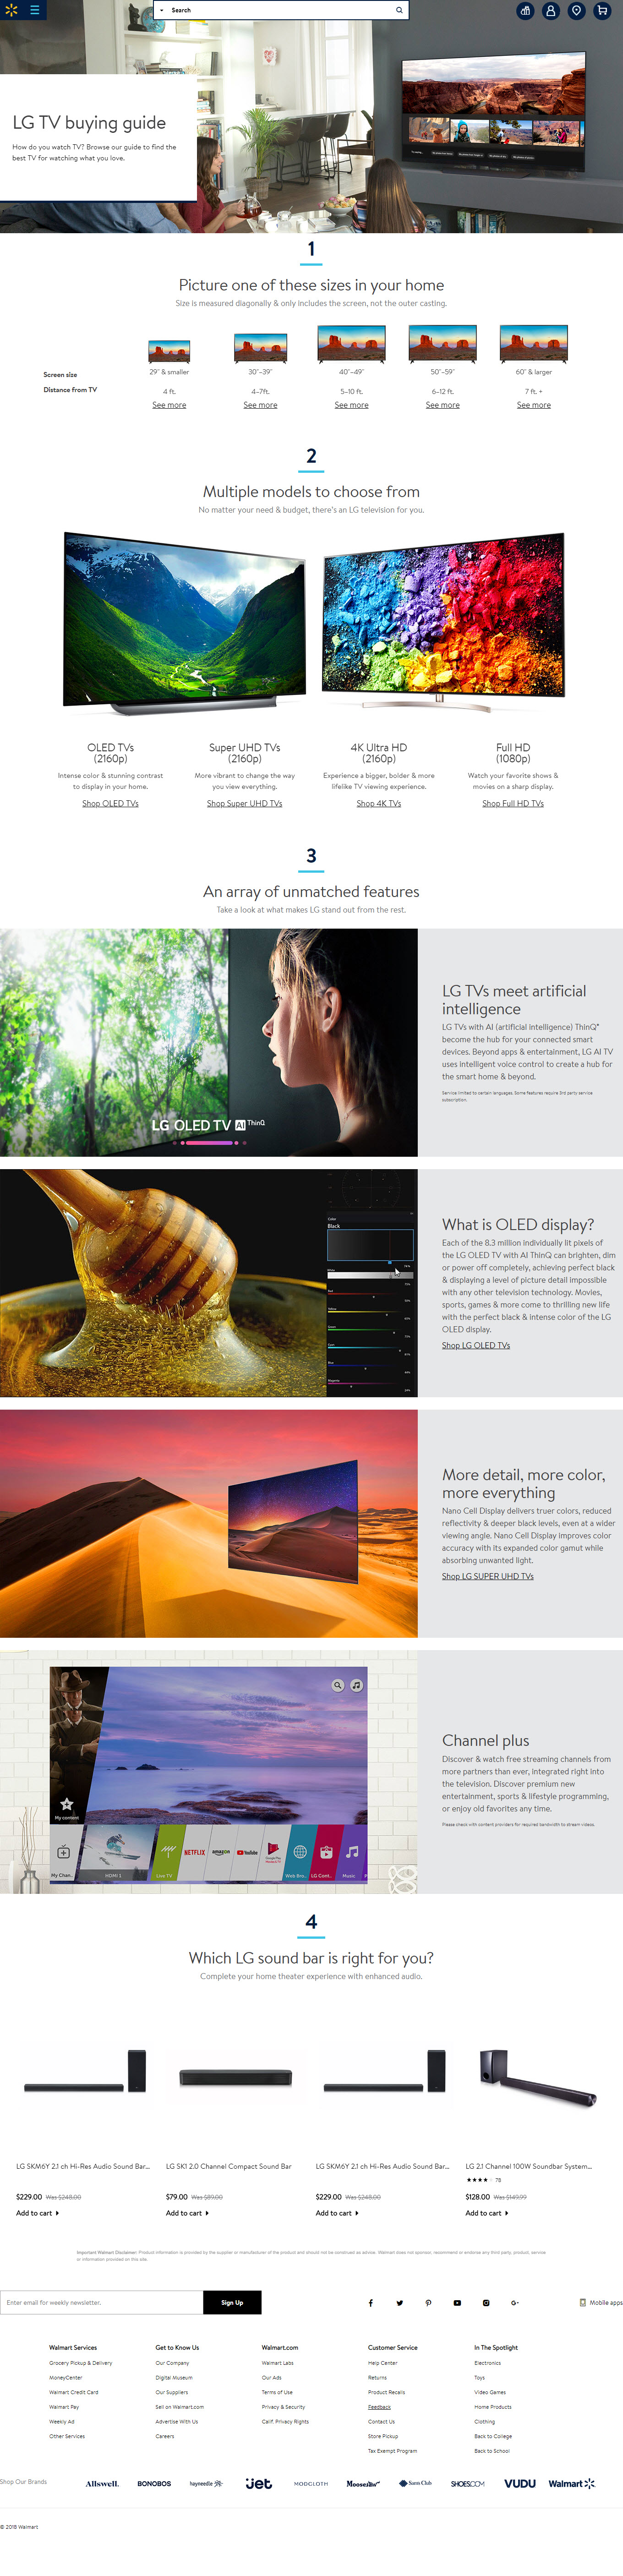 Search
LG TV buying guide
How do you watch TV? Browse our guide to find the
best TV for watching what you love.
1
Picture one of these sizes in your home
Size is measured diagonally & only includes the screen, not the outer casting.
Screen size
29" & smaller
30"-39"
40"-49"
50"-59"
60" & larger
Distance from TV
4 ft.
4-7ft.
5-10 ft.
6-12 ft.
7 ft. +
See more
See more
See more
See more
See more
2
Multiple models to choose from
No matter your need & budget, there's an LG television for you.
OLED TVs
(2160p)
Intense color & stunning contrast
to display in your home.
Shop OLED TVs
Super UHD TVs
(2160p)
More vibrant to change the way
you view everything.
Shop Super UHD TVs
4K Ultra HD
(2160p)
Experience a bigger, bolder & more
lifelike TV viewing experience.
Shop 4K TVs
Full HD
(1080p)
Watch your favorite shows &
movies on a sharp display.
Shop Full HD TVs
3
An array of unmatched features
Take a look at what makes LG stand out from the rest.
LG OLED TV AI ThinQ
LG TVs meet artificial
intelligence
LG TVs with AI (artificial intelligence) ThinQ®
become the hub for your connected smart
devices. Beyond apps & entertainment, LG AI TV
uses intelligent voice control to create a hub for
the smart home & beyond.
Service limited to certain languages. Some features require 3rd party service
subscription.
Color
Black
White
Red
Yellow
Green
Cyan
Blue
Magenta
What is OLED display?
Each of the 8.3 million individually lit pixels of
the LG OLED TV with AI ThinQ can brighten, dim
or power off completely, achieving perfect black
& displaying a level of picture detail impossible
with any other television technology. Movies,
sports, games & more come to thrilling new life
with the perfect black & intense color of the LG
OLED display.
Shop LG OLED TVs
More detail, more color,
more everything
Nano Cell Display delivers truer colors, reduced
reflectivity & deeper black levels, even at a wider
viewing angle. Nano Cell Display improves color
accuracy with its expanded color gamut while
absorbing unwanted light.
Shop LG SUPER UHD TVs
My content
My Chan..
HDMI 1
Live TV
NETFLIX
amazon
YouTube
Google Play
Web Bro..
LG Cont..
Music
Channel plus
Discover & watch free streaming channels from
more partners than ever, integrated right into
the television. Discover premium new
entertainment, sports & lifestyle programming,
or enjoy old favorites any time.
Please check with content providers for required bandwidth to stream videos.
4
Which LG sound bar is right for you?
Complete your home theater experience with enhanced audio.
LG SKM6Y 2.1 ch Hi-Res Audio Sound Bar...
$229.00 Was $248.00
Add to cart
LG SK1 2.0 Channel Compact Sound Bar
$79.00 Was $89.00
Add to cart
LG SKM6Y 2.1 ch Hi-Res Audio Sound Bar...
$229.00 Was $248.00
Add to cart
LG 2.1 Channel 100W Soundbar System...
78
$128.00 Was $149.99
Add to cart
Important Walmart Disclaimer: Product information is provided by the supplier or manufacturer of the product and should not be construed as advice. Walmart does not sponsor, recommend or endorse any third party, product, service
or information provided on this site.
Enter email for weekly newsletter.
Sign Up
G+
Mobile apps
Walmart Services
Grocery Pickup & Delivery
MoneyCenter
Walmart Credit Card
Walmart Pay
Weekly Ad
Other Services
Get to Know Us
Our Company
Digital Museum
Our Suppliers
Sell on Walmart.com
Advertise With Us
Careers
Walmart.com
Walmart Labs
Our Ads
Terms of Use
Privacy & Security
Calif. Privacy Rights
Customer Service
Help Center
Returns
Product Recalls
Feedback
Contact Us
Store Pickup
Tax Exempt Program
In The Spotlight
Electronics
Toys
Video Games
Home Products
Clothing
Back to College
Back to School
Shop Our Brands
Allswell.
BONOBOS
hayneedle
jet
MODCLOTH
Moosejaw
Sam's Club
SHOES.COM
VUDU
Walmart
© 2018 Walmart